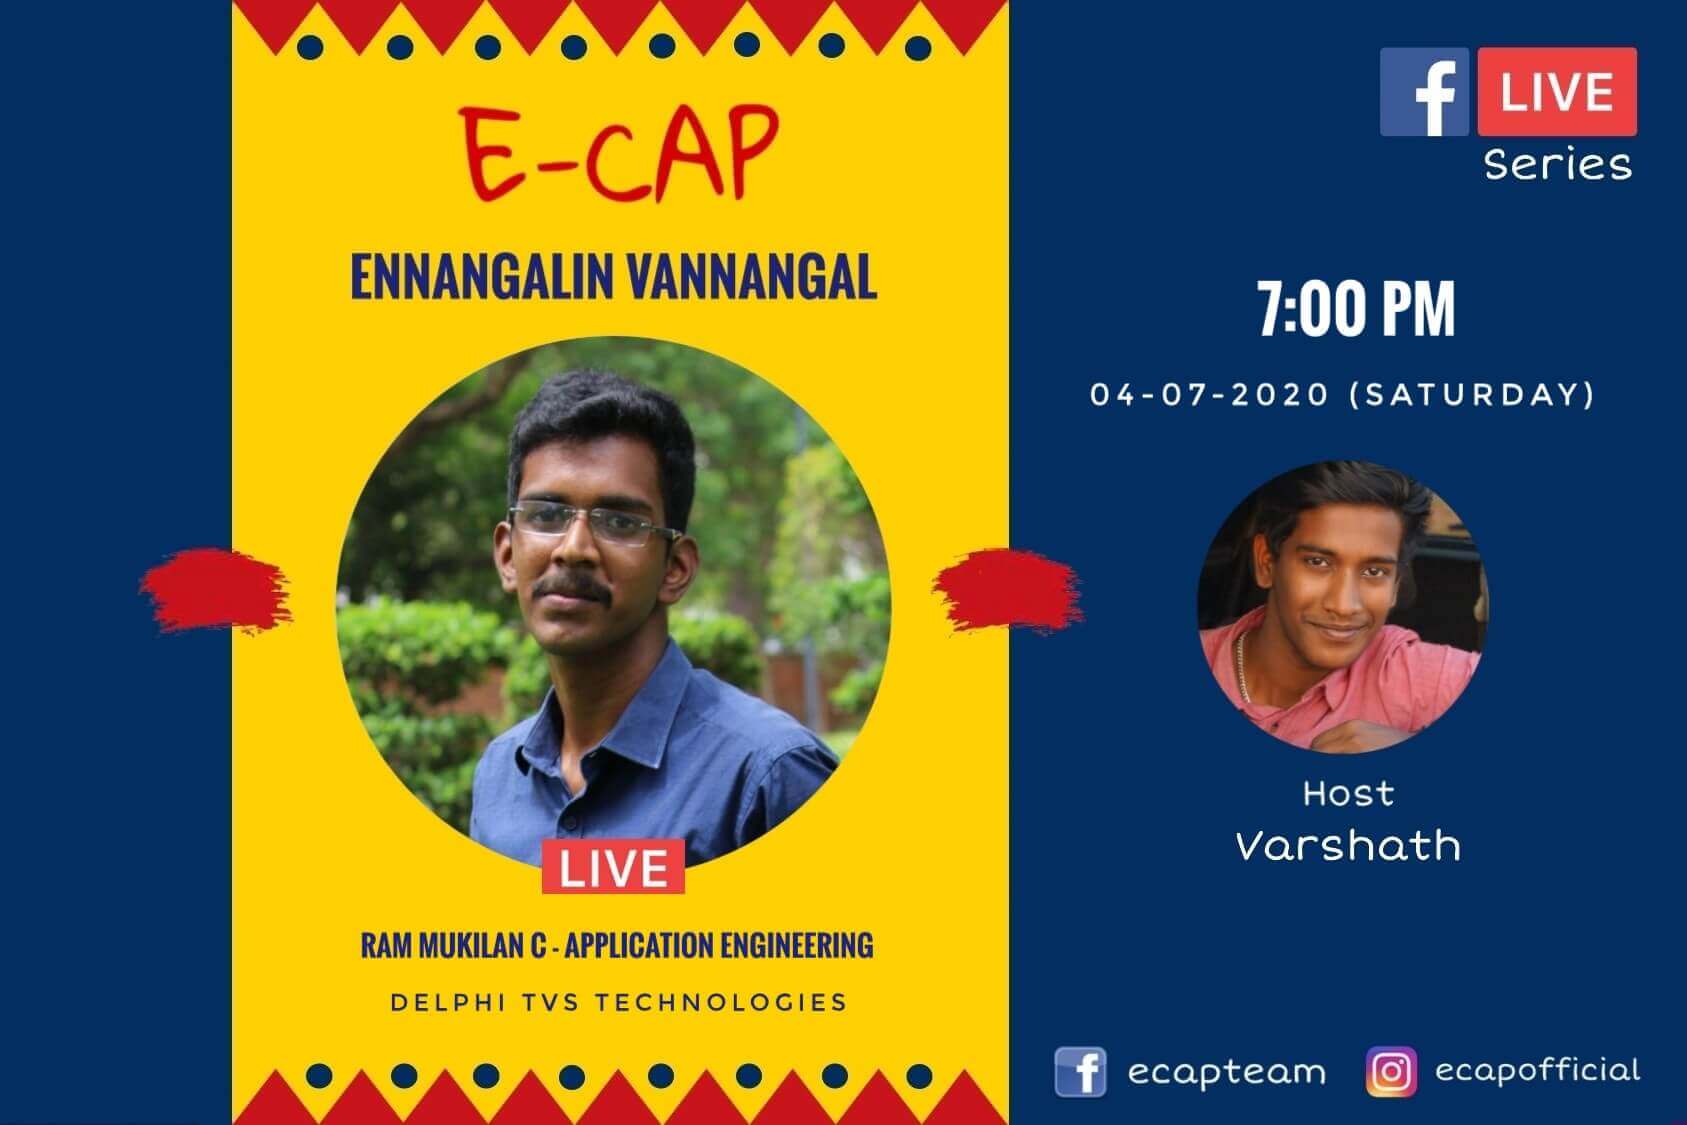 E-CAP
ENNANGALIN VANNANGAL
LIVE
RAM MUKILAN C - APPLICATION ENGINEERING
DELPHI TVS TECHNOLOGIES
f LIVE
Series
7:00 PM
04-07-2020 (SATURDAY)
Host
Varshath
f ecapteam
ecapofficial